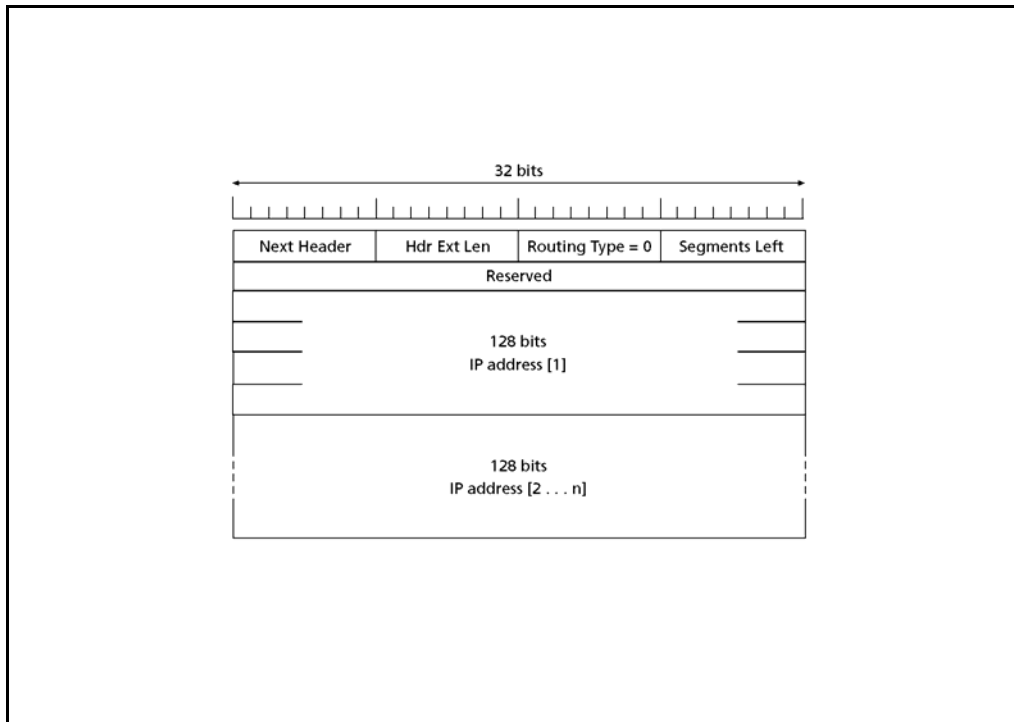 32 bits
Next Header Hdr Ext Len Routing Type = 0 Segments Left
Reserved
128 bits
IP address [1]
128 bits
IP address [2 . . . n]